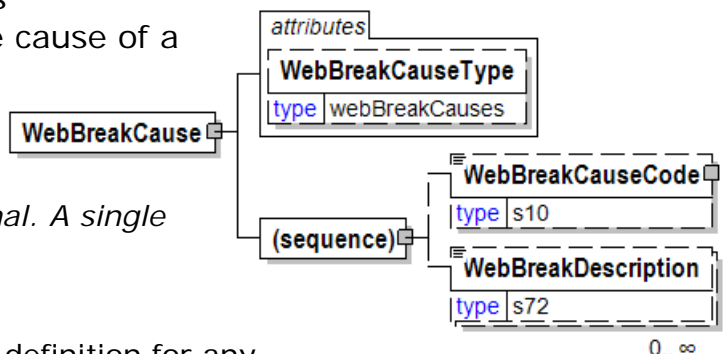 s
e cause of a
nal. A single
definition for any
attributes
WebBreakCauseType
type webBreakCauses
WebBreakCause
(sequence)
WebBreakCauseCode
type s10
WebBreakDescription
type s72
0 ∞